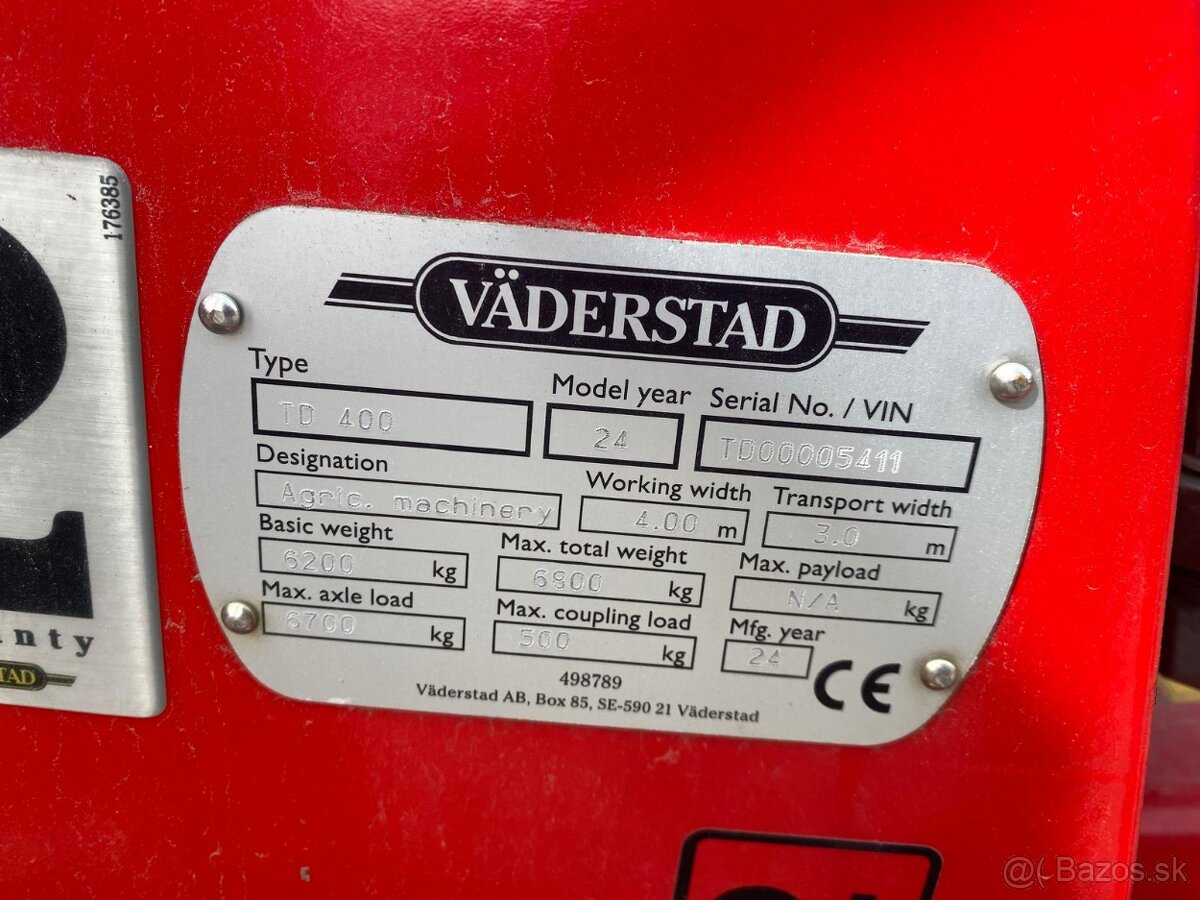 176385
2
nty
TAD
VÄDERSTAD
Type
TD 400
Model year
24
Serial No. / VIN
TD00005411
Designation
Agric. machinery
Working width
4.00 m
Transport width
3.0 m
Basic weight
6200 kg
Max. total weight
6800 kg
Max. payload
N/A kg
Max. axle load
6700 kg
Max. coupling load
500 kg
Mfg. year
24
CE
498789
Väderstad AB, Box 85, SE-590 21 Väderstad
@( Bazos.sk